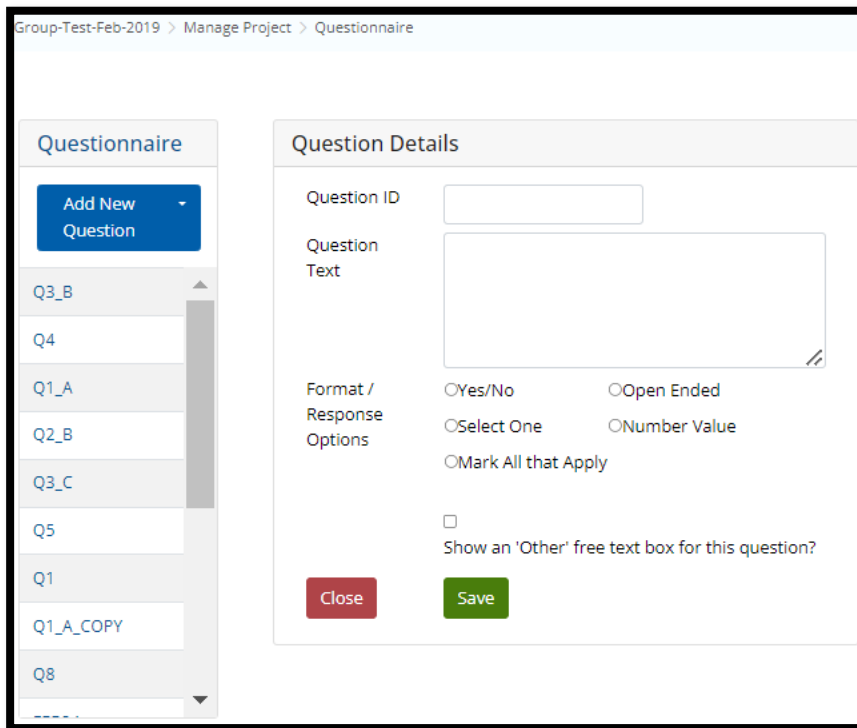 Group-Test-Feb-2019 > Manage Project > Questionnaire
Questionnaire
Add New
Question
Q3_B
Q4
Q1_A
Q2_B
Q3_C
Q5
Q1
Q1_A_COPY
Q8
Question Details
Question ID
Question
Text
Format /
Response
Options
Yes/No
Open Ended
Select One
Number Value
Mark All that Apply
Show an 'Other' free text box for this question?
Close
Save